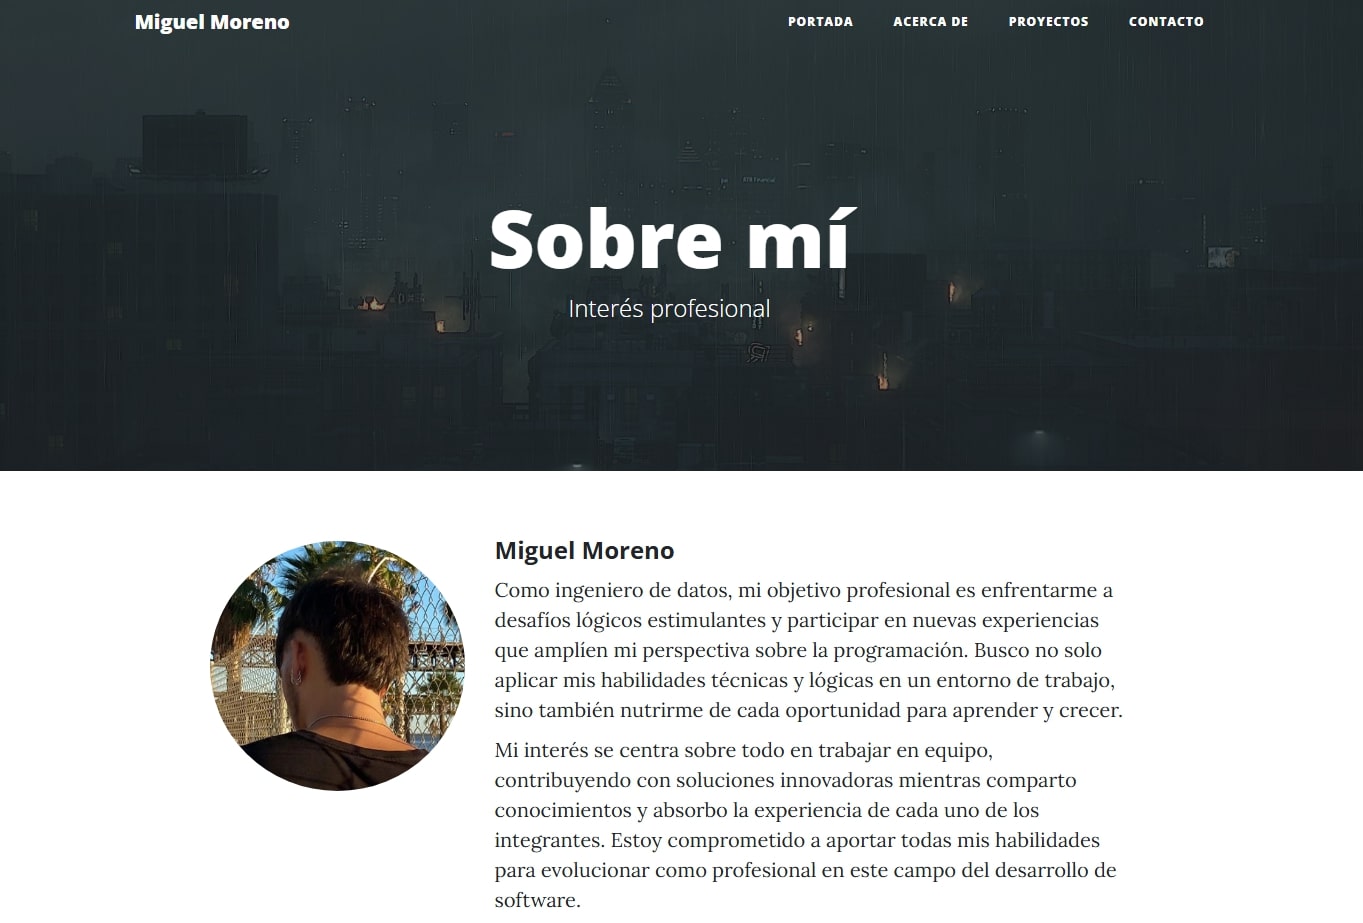 Miguel Moreno
PORTADA ACERCA DE PROYECTOS CONTACTO
Sobre mí
Interés profesional
Miguel Moreno
Como ingeniero de datos, mi objetivo profesional es enfrentarme a
desafíos lógicos estimulantes y participar en nuevas experiencias
que amplíen mi perspectiva sobre la programación. Busco no solo
aplicar mis habilidades técnicas y lógicas en un entorno de trabajo,
sino también nutrirme de cada oportunidad para aprender y crecer.
Mi interés se centra sobre todo en trabajar en equipo,
contribuyendo con soluciones innovadoras mientras comparto
conocimientos y absorbo la experiencia de cada uno de los
integrantes. Estoy comprometido a aportar todas mis habilidades
para evolucionar como profesional en este campo del desarrollo de
software.